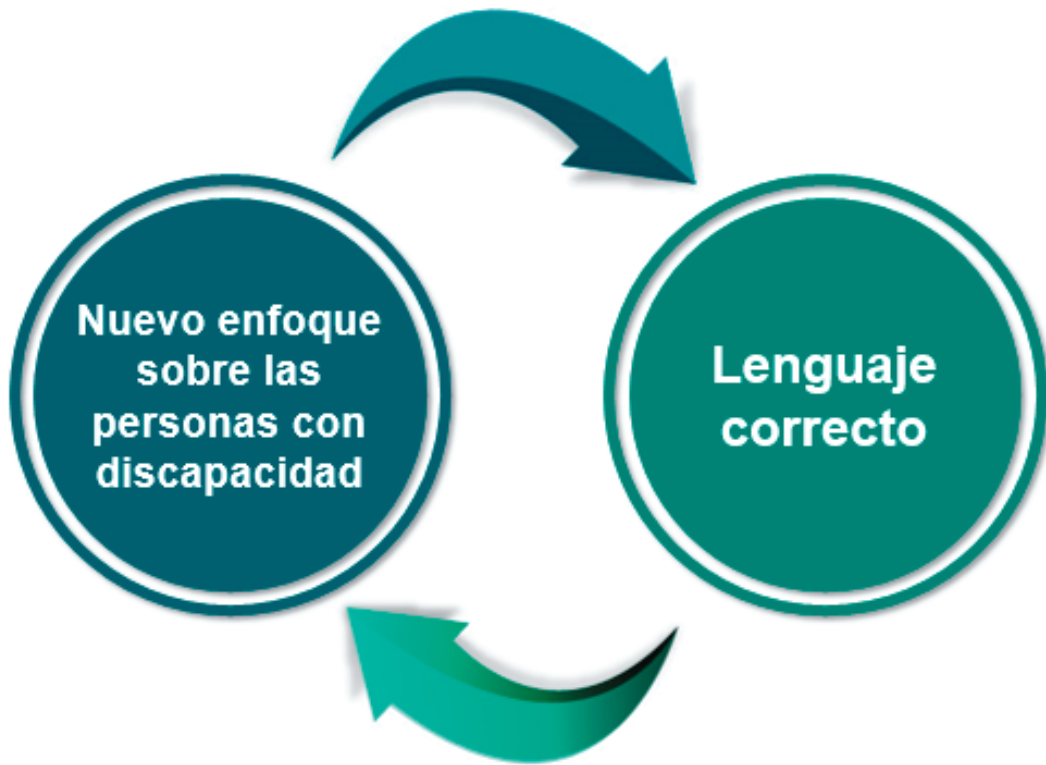 Nuevo enfoque
sobre las
personas con
discapacidad
Lenguaje
correcto